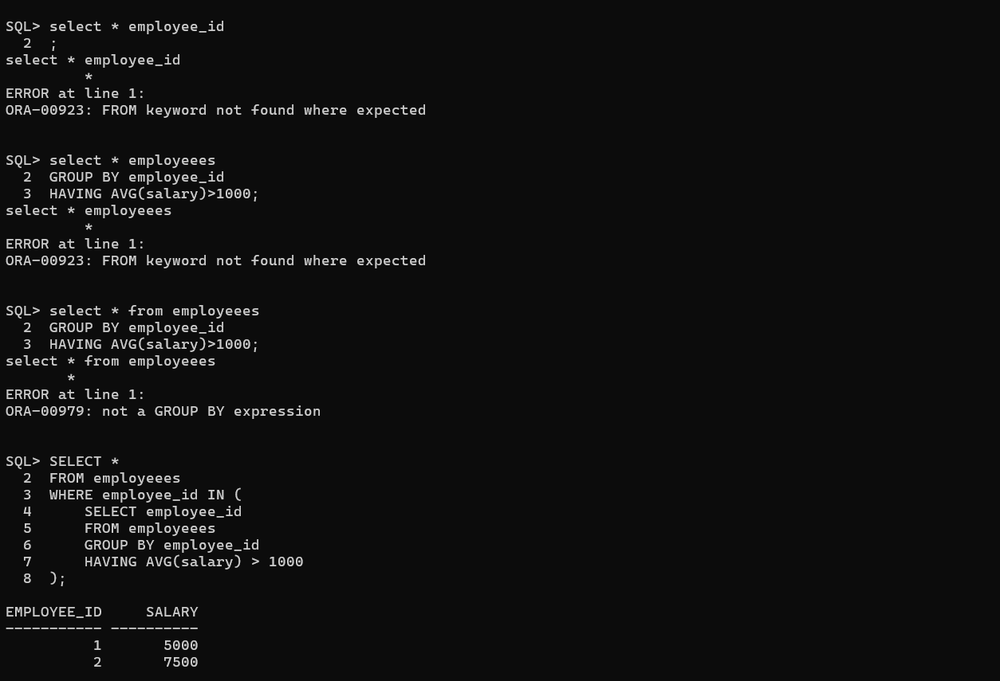 SQL> select * employee_id
  2  ;
select * employee_id
         *
ERROR at line 1:
ORA-00923: FROM keyword not found where expected
SQL> select * employeees
  2  GROUP BY employee_id
  3  HAVING AVG(salary)>1000;
select * employeees
         *
ERROR at line 1:
ORA-00923: FROM keyword not found where expected
SQL> select * from employeees
  2  GROUP BY employee_id
  3  HAVING AVG(salary)>1000;
select * from employeees
       *
ERROR at line 1:
ORA-00979: not a GROUP BY expression
SQL> SELECT *
  2  FROM employeees
  3  WHERE employee_id IN (
  4      SELECT employee_id
  5      FROM employeees
  6      GROUP BY employee_id
  7      HAVING AVG(salary) > 1000
  8  );
EMPLOYEE_ID     SALARY
----------- ----------
          1       5000
          2       7500